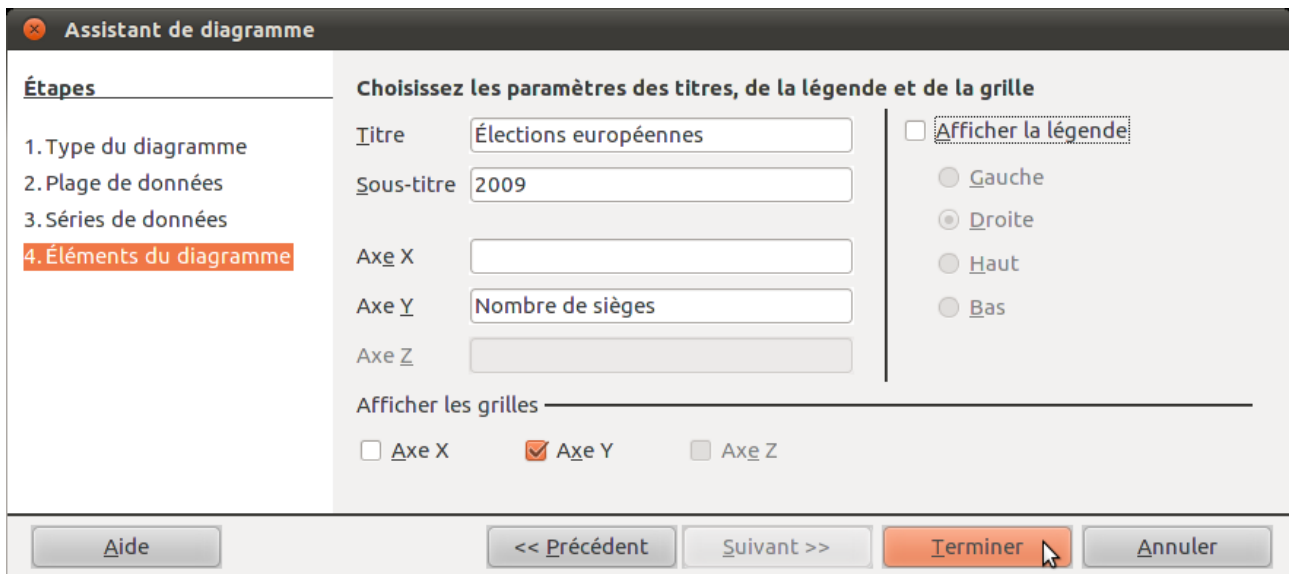 Assistant de diagramme
Étapes
1. Type du diagramme
2. Plage de données
3. Séries de données
4. Éléments du diagramme
Choisissez les paramètres des titres, de la légende et de la grille
Titre Élections européennes
Sous-titre 2009
Axe X
Axe Y Nombre de sièges
Axe Z
Afficher la légende
Gauche
Droite
Haut
Bas
Afficher les grilles
Axe X Axe Y Axe Z
Aide << Précédent Suivant >> Terminer Annuler